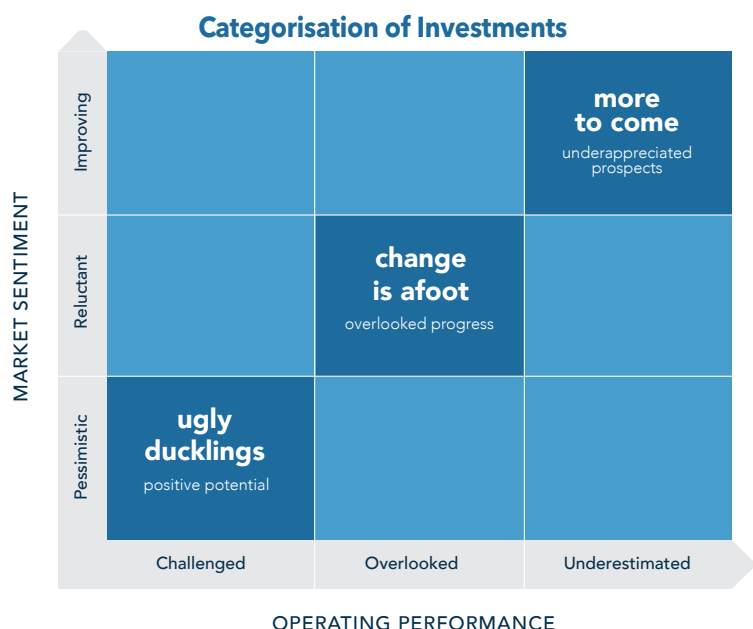 Categorisation of Investments
MARKET SENTIMENT
Improving
more
to come
underappreciated
prospects
Reluctant
change
is afoot
overlooked progress
Pessimistic
ugly
ducklings
positive potential
Challenged
Overlooked
Underestimated
OPERATING PERFORMANCE